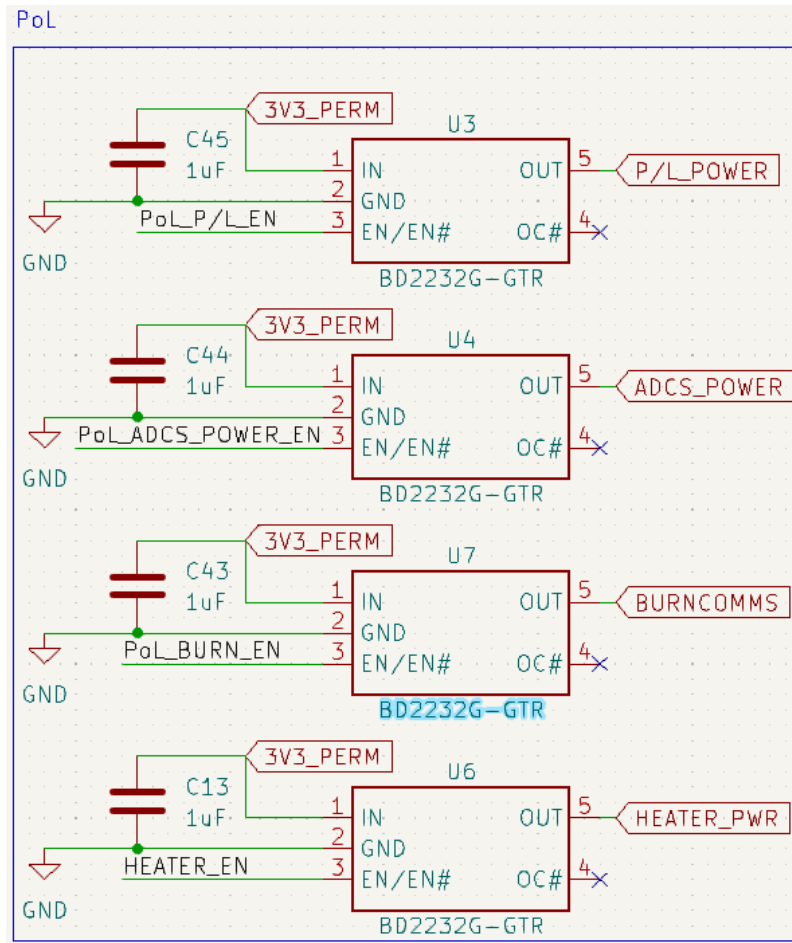 PoL
3V3_PERM
C45
1uF
U3
1 IN OUT 5 P/L_POWER
2 GND
PoL_P/L_EN 3 EN/EN# OC# 4
GND
BD2232G-GTR
3V3_PERM
C44
1uF
U4
1 IN OUT 5 ADCS_POWER
2 GND
PoL_ADCS_POWER_EN 3 EN/EN# OC# 4
GND
BD2232G-GTR
3V3_PERM
C43
1uF
U7
1 IN OUT 5 BURNCOMMS
2 GND
PoL_BURN_EN 3 EN/EN# OC# 4
GND
BD2232G-GTR
3V3_PERM
C13
1uF
U6
1 IN OUT 5 HEATER_PWR
2 GND
HEATER_EN 3 EN/EN# OC# 4
GND
BD2232G-GTR